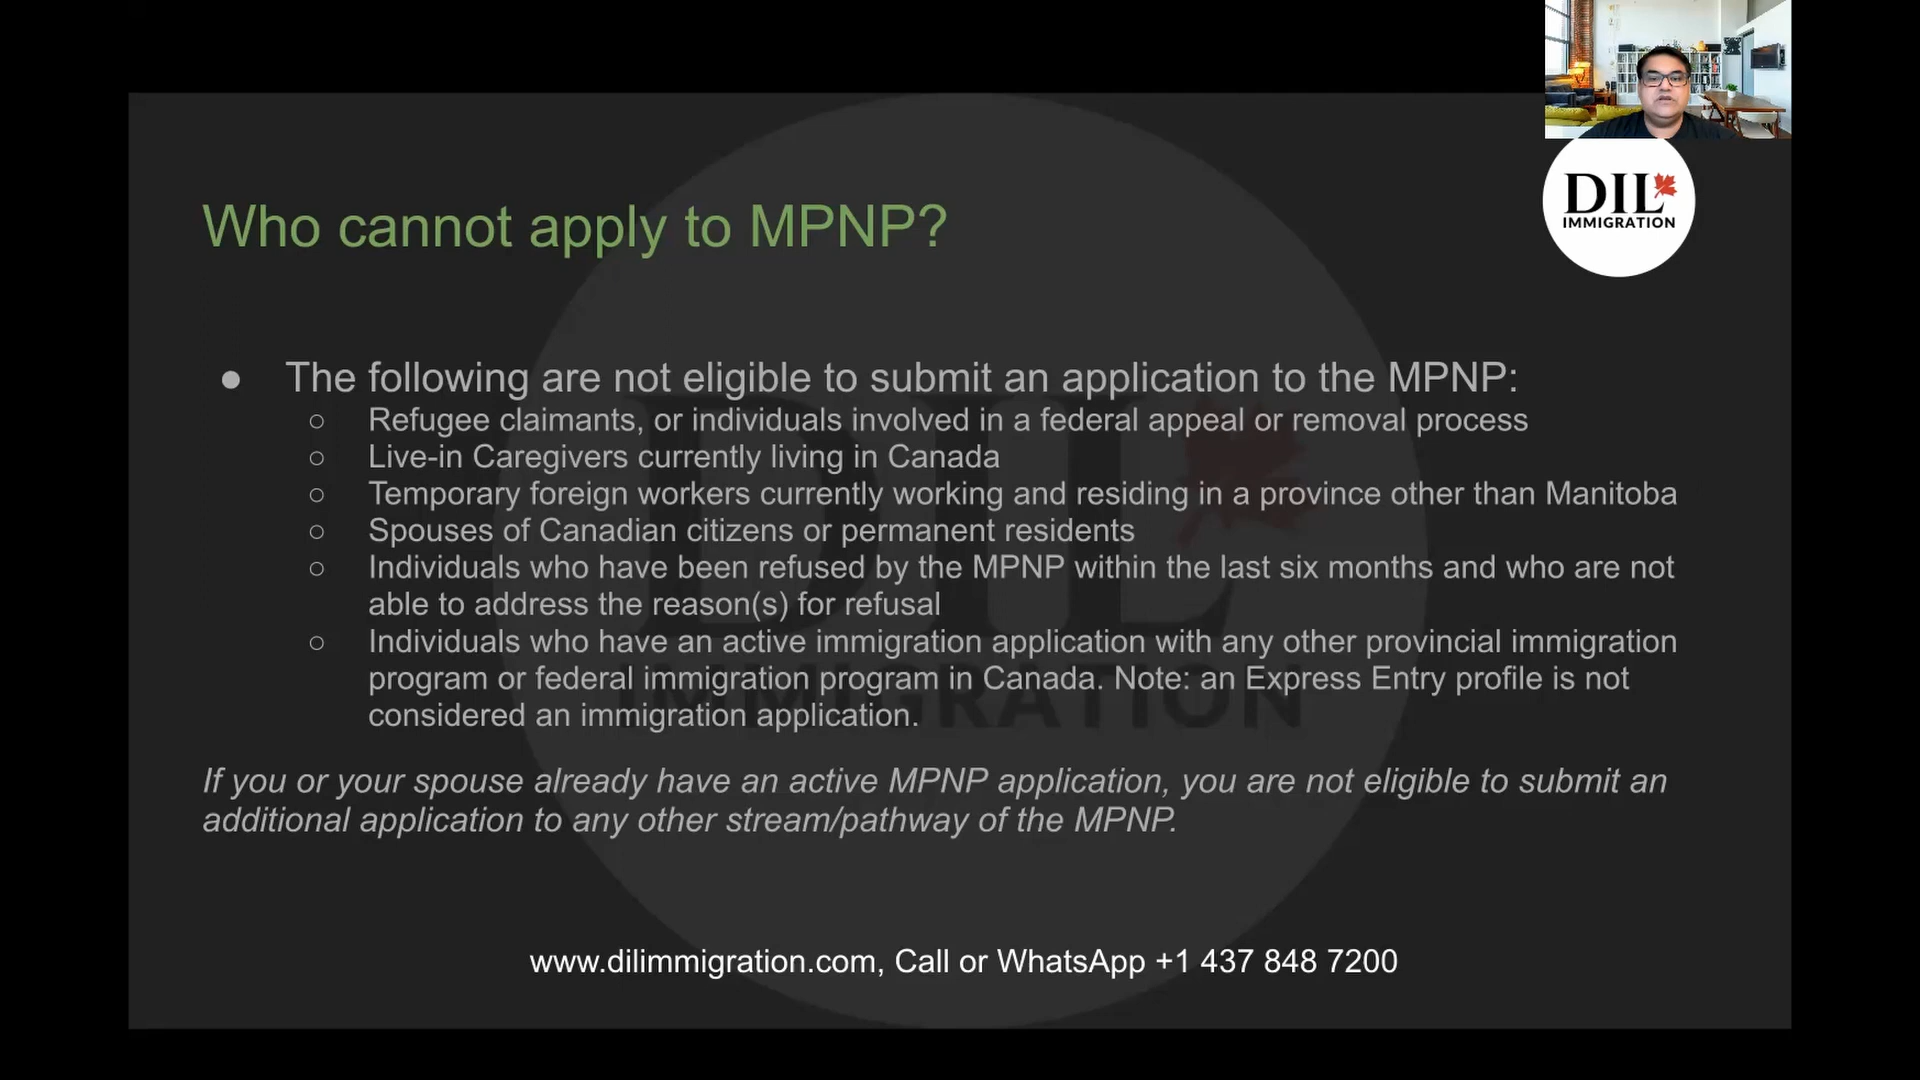 DIL
IMMIGRATION
Who cannot apply to MPNP?
● The following are not eligible to submit an application to the MPNP:
○ Refugee claimants, or individuals involved in a federal appeal or removal process
○ Live-in Caregivers currently living in Canada
○ Temporary foreign workers currently working and residing in a province other than Manitoba
○ Spouses of Canadian citizens or permanent residents
○ Individuals who have been refused by the MPNP within the last six months and who are not
able to address the reason(s) for refusal
○ Individuals who have an active immigration application with any other provincial immigration
program or federal immigration program in Canada. Note: an Express Entry profile is not
considered an immigration application.
If you or your spouse already have an active MPNP application, you are not eligible to submit an
additional application to any other stream/pathway of the MPNP.
DIL
IMMIGRATION
www.dilimmigration.com, Call or WhatsApp +1 437 848 7200